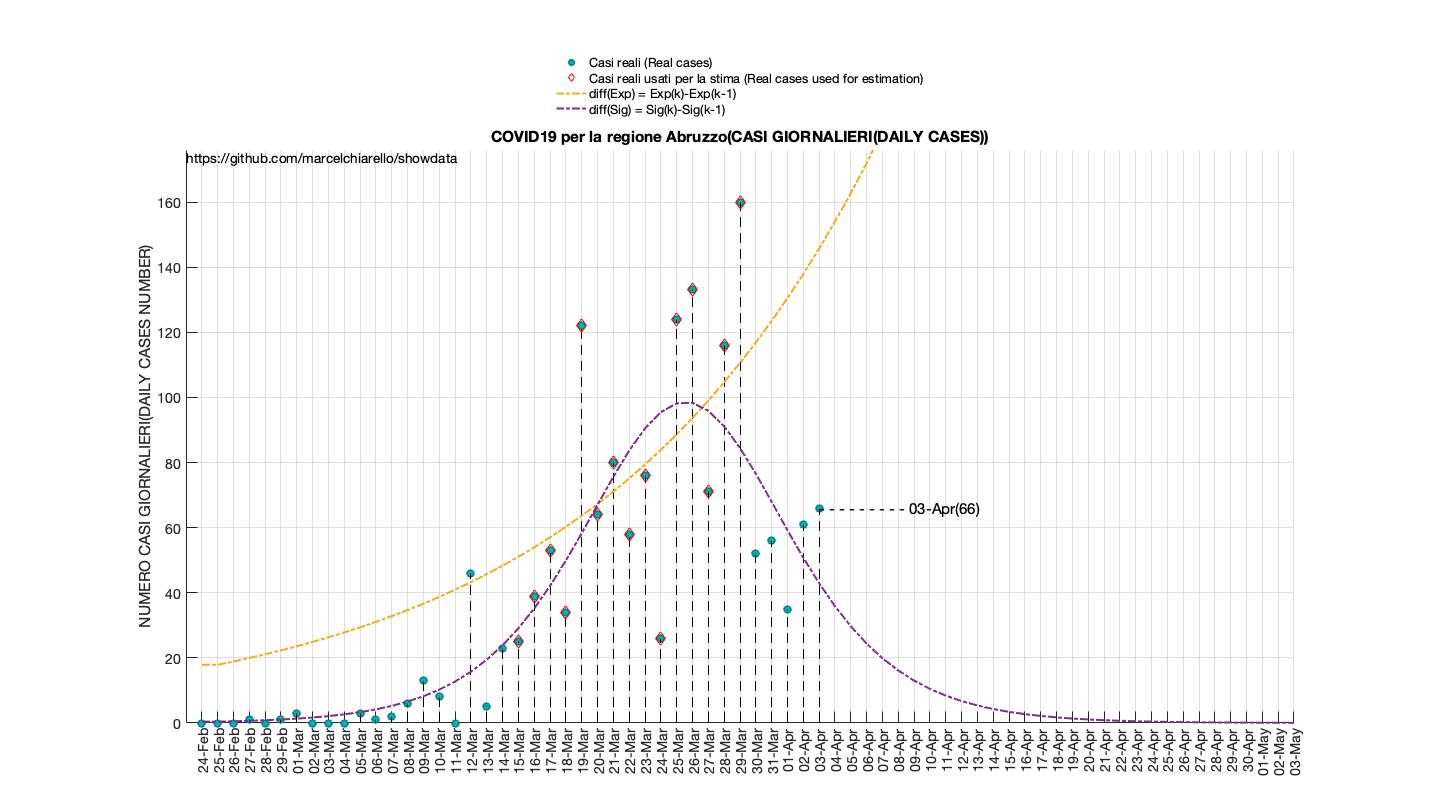 Casi reali (Real cases)
Casi reali usati per la stima (Real cases used for estimation)
diff(Exp) = Exp(k)-Exp(k-1)
diff(Sig) = Sig(k)-Sig(k-1)
COVID19 per la regione Abruzzo(CASI GIORNALIERI(DAILY CASES))
https://github.com/marcelchiarello/showdata
NUMERO CASI GIORNALIERI(DAILY CASES NUMBER)
160
140
120
100
80
60
40
20
0
03-Apr(66)
24-Feb
25-Feb
26-Feb
27-Feb
28-Feb
29-Feb
01-Mar
02-Mar
03-Mar
04-Mar
05-Mar
06-Mar
07-Mar
08-Mar
09-Mar
10-Mar
11-Mar
12-Mar
13-Mar
14-Mar
15-Mar
16-Mar
17-Mar
18-Mar
19-Mar
20-Mar
21-Mar
22-Mar
23-Mar
24-Mar
25-Mar
26-Mar
27-Mar
28-Mar
29-Mar
30-Mar
31-Mar
01-Apr
02-Apr
03-Apr
04-Apr
05-Apr
06-Apr
07-Apr
08-Apr
09-Apr
10-Apr
11-Apr
12-Apr
13-Apr
14-Apr
15-Apr
16-Apr
17-Apr
18-Apr
19-Apr
20-Apr
21-Apr
22-Apr
23-Apr
24-Apr
25-Apr
26-Apr
27-Apr
28-Apr
29-Apr
30-Apr
01-May
02-May
03-May